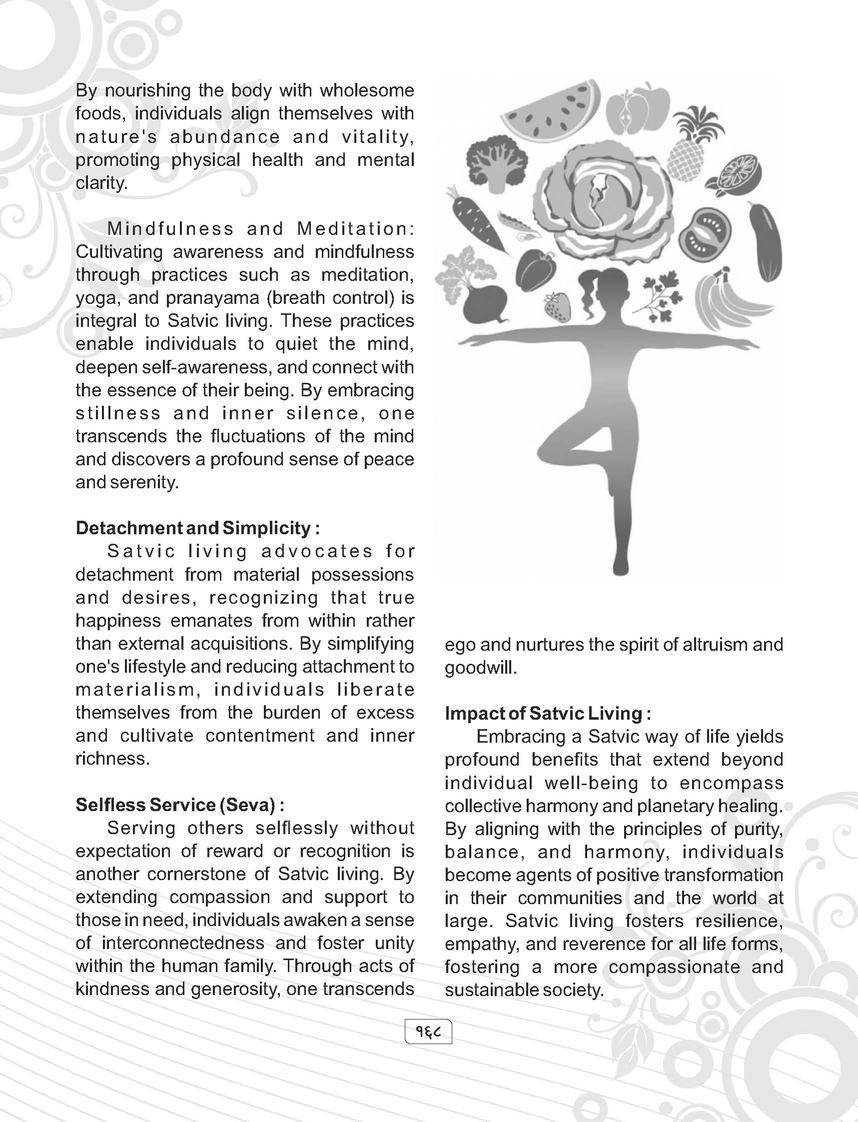 By nourishing the body with wholesome
foods, individuals align themselves with
nature's abundance and vitality,
promoting physical health and mental
clarity.
Mindfulness and Meditation:
Cultivating awareness and mindfulness
through practices such as meditation,
yoga, and pranayama (breath control) is
integral to Satvic living. These practices
enable individuals to quiet the mind,
deepen self-awareness, and connect with
the essence of their being. By embracing
stillness and inner silence, one
transcends the fluctuations of the mind
and discovers a profound sense of peace
and serenity.
Detachment and Simplicity :
Satvic living advocates for
detachment from material possessions
and desires, recognizing that true
happiness emanates from within rather
than external acquisitions. By simplifying
one's lifestyle and reducing attachment to
materialism, individuals liberate
themselves from the burden of excess
and cultivate contentment and inner
richness.
Selfless Service (Seva) :
Serving others selflessly without
expectation of reward or recognition is
another cornerstone of Satvic living. By
extending compassion and support to
those in need, individuals awaken a sense
of interconnectedness and foster unity
within the human family. Through acts of
kindness and generosity, one transcends
ego and nurtures the spirit of altruism and
goodwill.
Impact of Satvic Living :
Embracing a Satvic way of life yields
profound benefits that extend beyond
individual well-being to encompass
collective harmony and planetary healing.
By aligning with the principles of purity,
balance, and harmony, individuals
become agents of positive transformation
in their communities and the world at
large. Satvic living fosters resilience,
empathy, and reverence for all life forms,
fostering a more compassionate and
sustainable society.
१६८